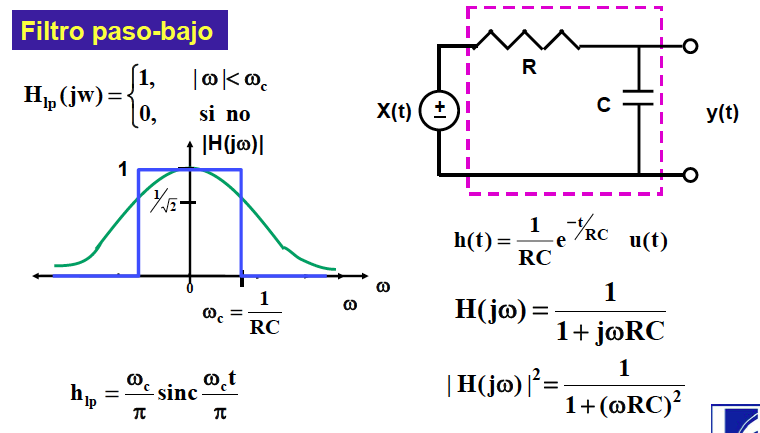 Filtro paso-bajo
H_lp(jw) = { 1, |ω|< ω_c
0, si no
|H(jω)|
1
1/√2
0
ω
ω
ω_c = 1/RC
h_lp = ω_c/π sinc ω_c t/π
R
C
X(t)
+
−
y(t)
h(t) = 1/RC e^(−t/RC) u(t)
H(jω) = 1/(1 + jωRC)
|H(jω)|² = 1/(1+(ωRC)²)